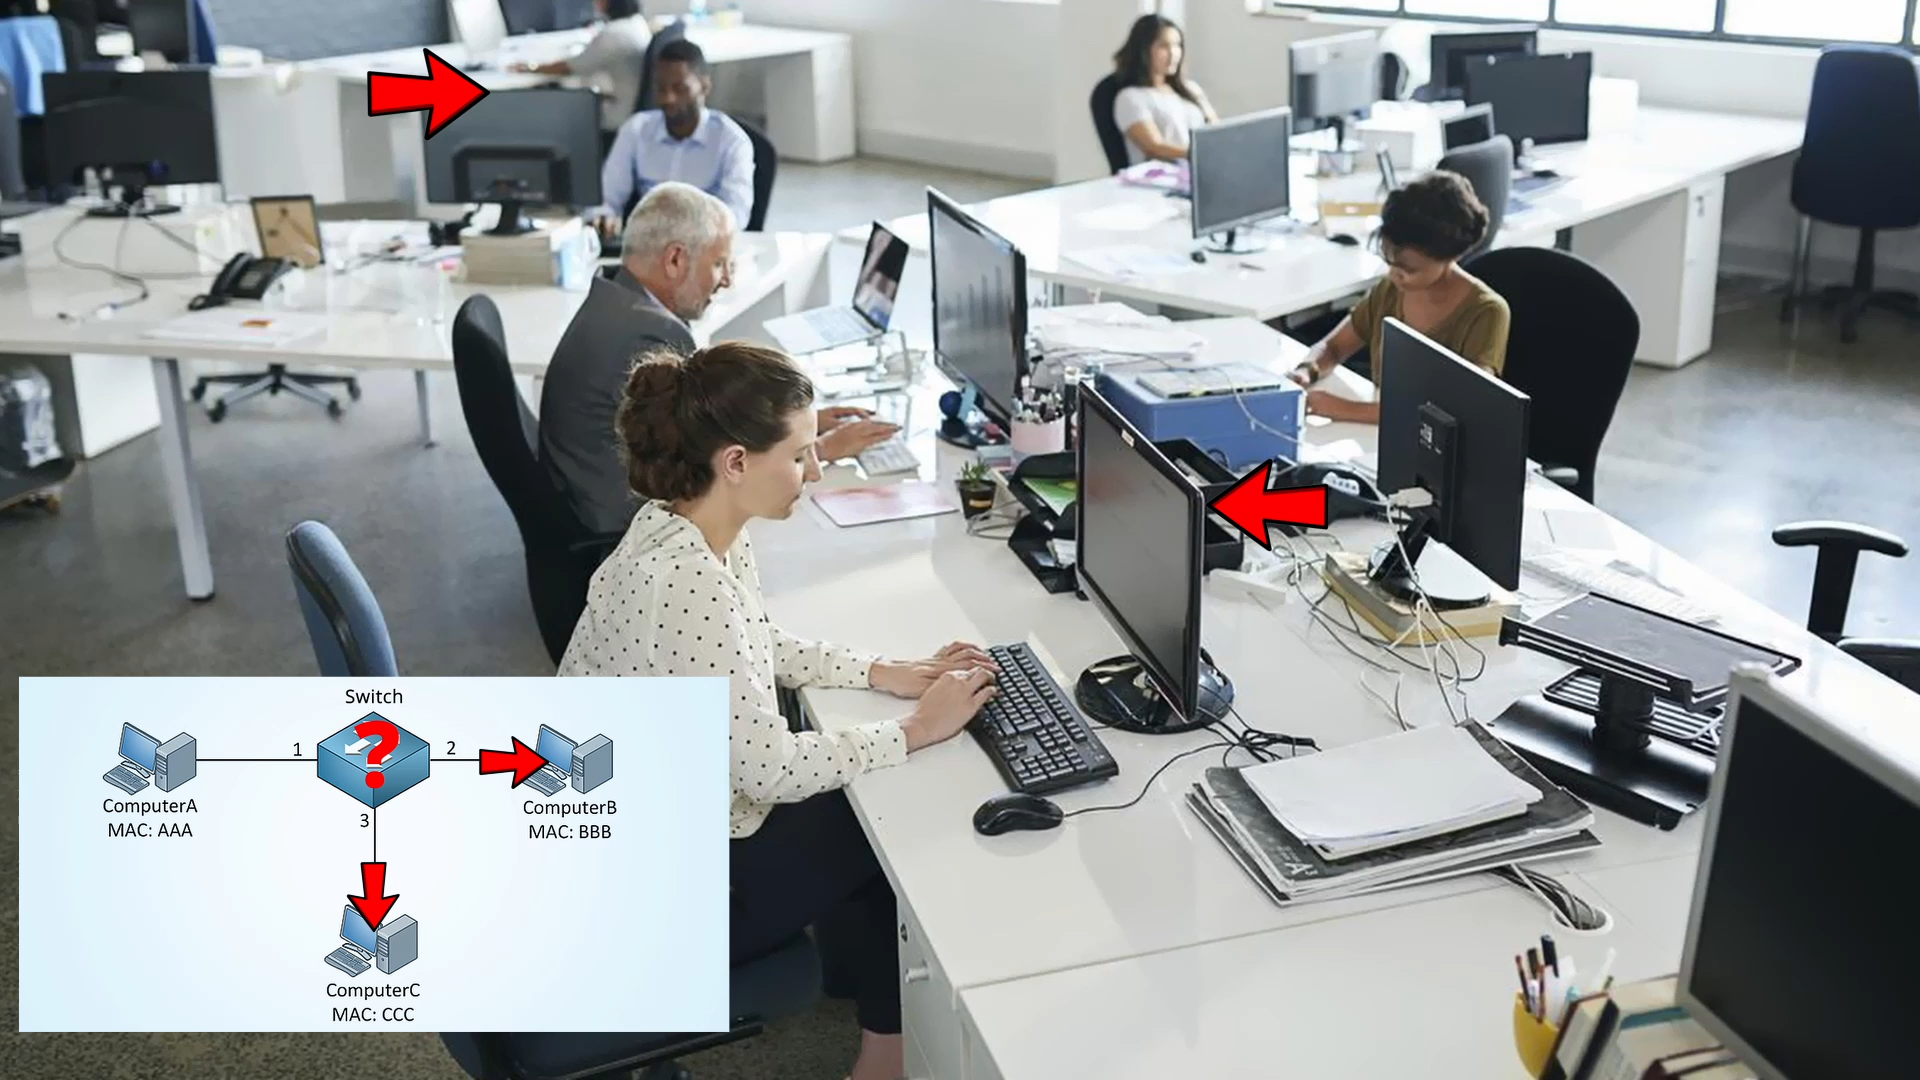 Switch
1
?
2
ComputerA
MAC: AAA
ComputerB
MAC: BBB
3
ComputerC
MAC: CCC